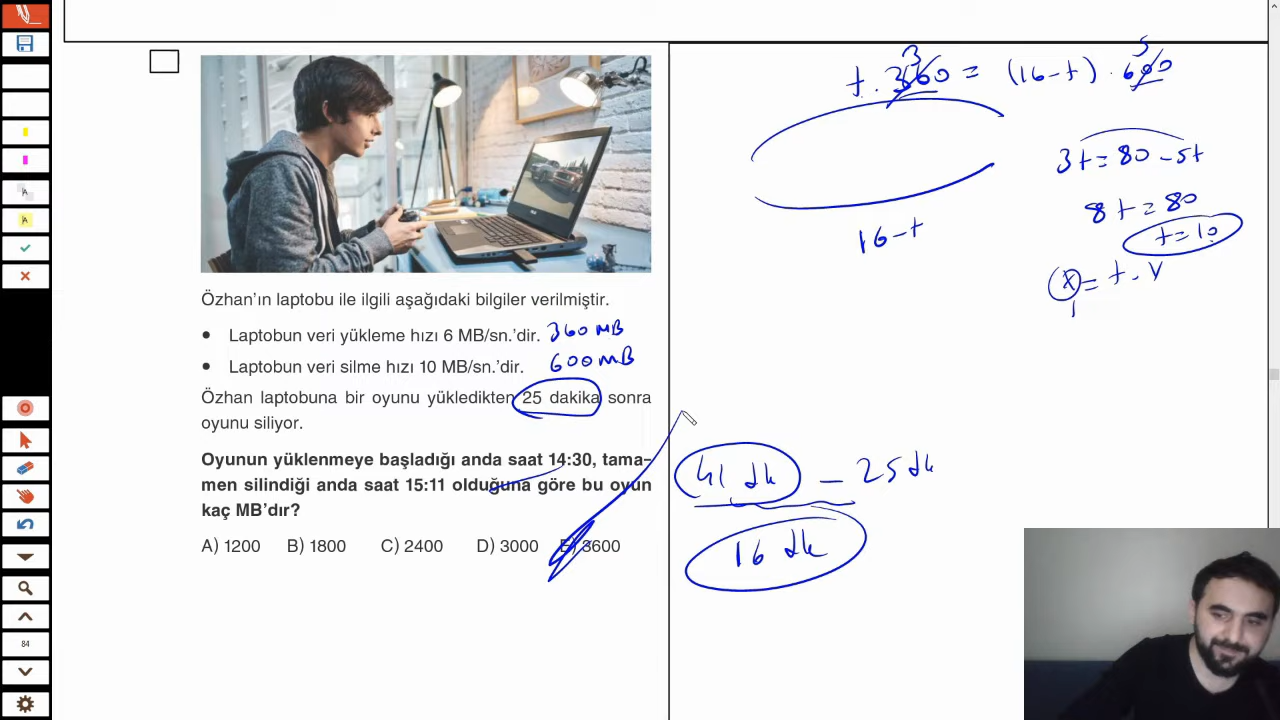 Özhan'ın laptobu ile ilgili aşağıdaki bilgiler verilmiştir.
• Laptobun veri yükleme hızı 6 MB/sn.'dir. 360 MB
• Laptobun veri silme hızı 10 MB/sn.'dir. 600 MB
Özhan laptobuna bir oyunu yükledikten 25 dakika sonra
oyunu siliyor.
Oyunun yüklenmeye başladığı anda saat 14:30, tama-
men silindiği anda saat 15:11 olduğuna göre bu oyun
kaç MB'dır?
A) 1200 B) 1800 C) 2400 D) 3000 E) 3600
t . 360 = (16-t) . 600
3 5
3t = 80 - 5t
8t = 80
t = 10
x = t . V
16-t
41 dk - 25 dk
16 dk
84